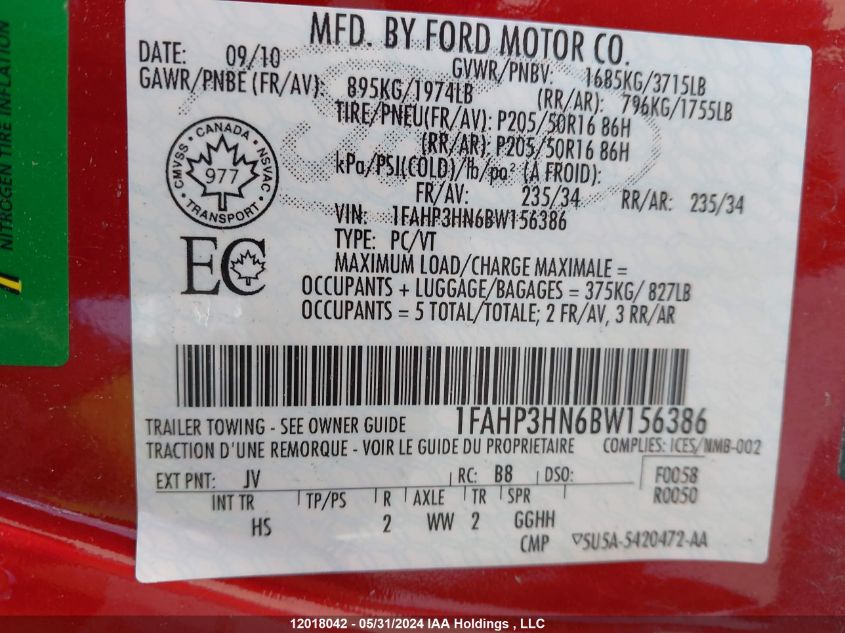 NITROGEN TIRE INFLATION
MFD. BY FORD MOTOR CO.
DATE: 09/10 GVWR/PNBV: 1685KG/3715LB
GAWR/PNBE (FR/AV): 895KG/1974LB (RR/AR): 796KG/1755LB
TIRE/PNEU(FR/AV): P205/50R16 86H
(RR/AR): P205/50R16 86H
kPa/PSI(COLD)/lb/po² (À FROID):
FR/AV: 235/34 RR/AR: 235/34
CANADA
CMVSS NSVAC
977
TRANSPORT
VIN: 1FAHP3HN6BW156386
TYPE: PC/VT
EC
MAXIMUM LOAD/CHARGE MAXIMALE =
OCCUPANTS + LUGGAGE/BAGAGES = 375KG/ 827LB
OCCUPANTS = 5 TOTAL/TOTALE; 2 FR/AV, 3 RR/AR
TRAILER TOWING - SEE OWNER GUIDE 1FAHP3HN6BW156386
TRACTION D'UNE REMORQUE - VOIR LE GUIDE DU PROPRIETAIRE COMPLIES: ICES/NMB-002
EXT PNT: JV RC: B8 DSO: F0058
INT TR TP/PS R AXLE TR SPR R0050
HS 2 WW 2 GGHH
CMP ▽5U5A-5420472-AA
12018042 - 05/31/2024 IAA Holdings , LLC